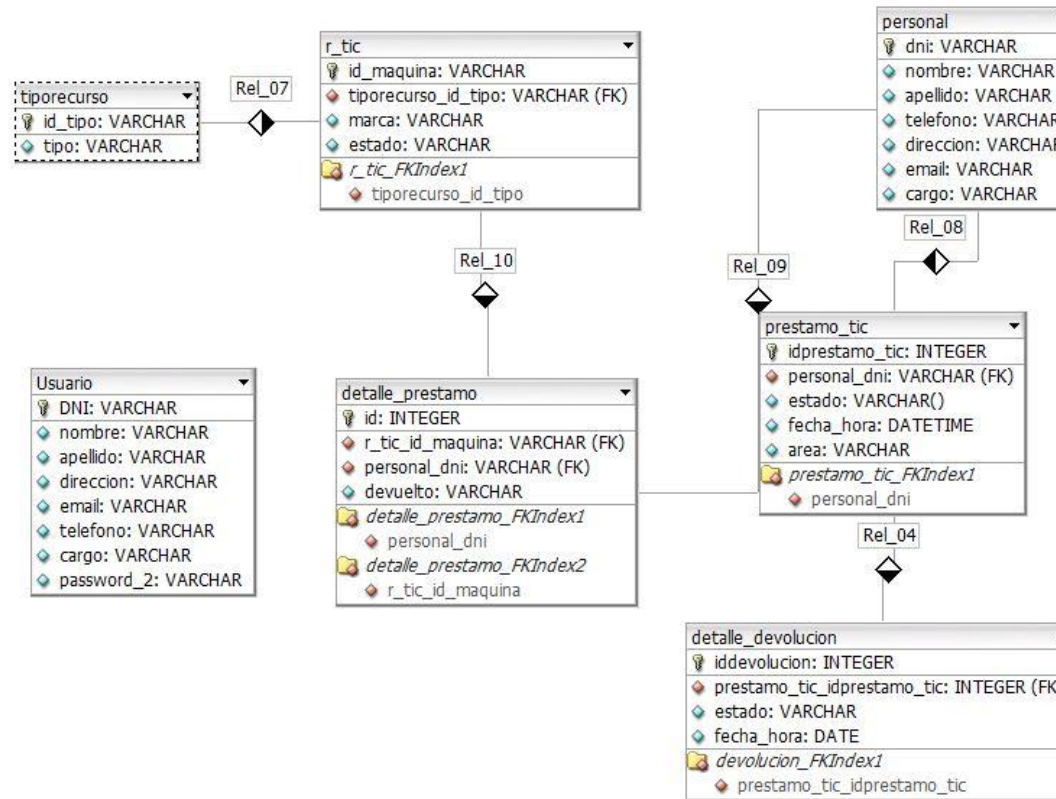 tiporecurso
id_tipo: VARCHAR
tipo: VARCHAR
Rel_07
r_tic
id_maquina: VARCHAR
tiporecurso_id_tipo: VARCHAR (FK)
marca: VARCHAR
estado: VARCHAR
r_tic_FKIndex1
tiporecurso_id_tipo
personal
dni: VARCHAR
nombre: VARCHAR
apellido: VARCHAR
telefono: VARCHAR
direccion: VARCHAR
email: VARCHAR
cargo: VARCHAR
Rel_08
Rel_10
Rel_09
prestamo_tic
idprestamo_tic: INTEGER
personal_dni: VARCHAR (FK)
estado: VARCHAR()
fecha_hora: DATETIME
area: VARCHAR
prestamo_tic_FKIndex1
personal_dni
Usuario
DNI: VARCHAR
nombre: VARCHAR
apellido: VARCHAR
direccion: VARCHAR
email: VARCHAR
telefono: VARCHAR
cargo: VARCHAR
password_2: VARCHAR
detalle_prestamo
id: INTEGER
r_tic_id_maquina: VARCHAR (FK)
personal_dni: VARCHAR (FK)
devuelto: VARCHAR
detalle_prestamo_FKIndex1
personal_dni
detalle_prestamo_FKIndex2
r_tic_id_maquina
Rel_04
detalle_devolucion
iddevolucion: INTEGER
prestamo_tic_idprestamo_tic: INTEGER (FK
estado: VARCHAR
fecha_hora: DATE
devolucion_FKIndex1
prestamo_tic_idprestamo_tic